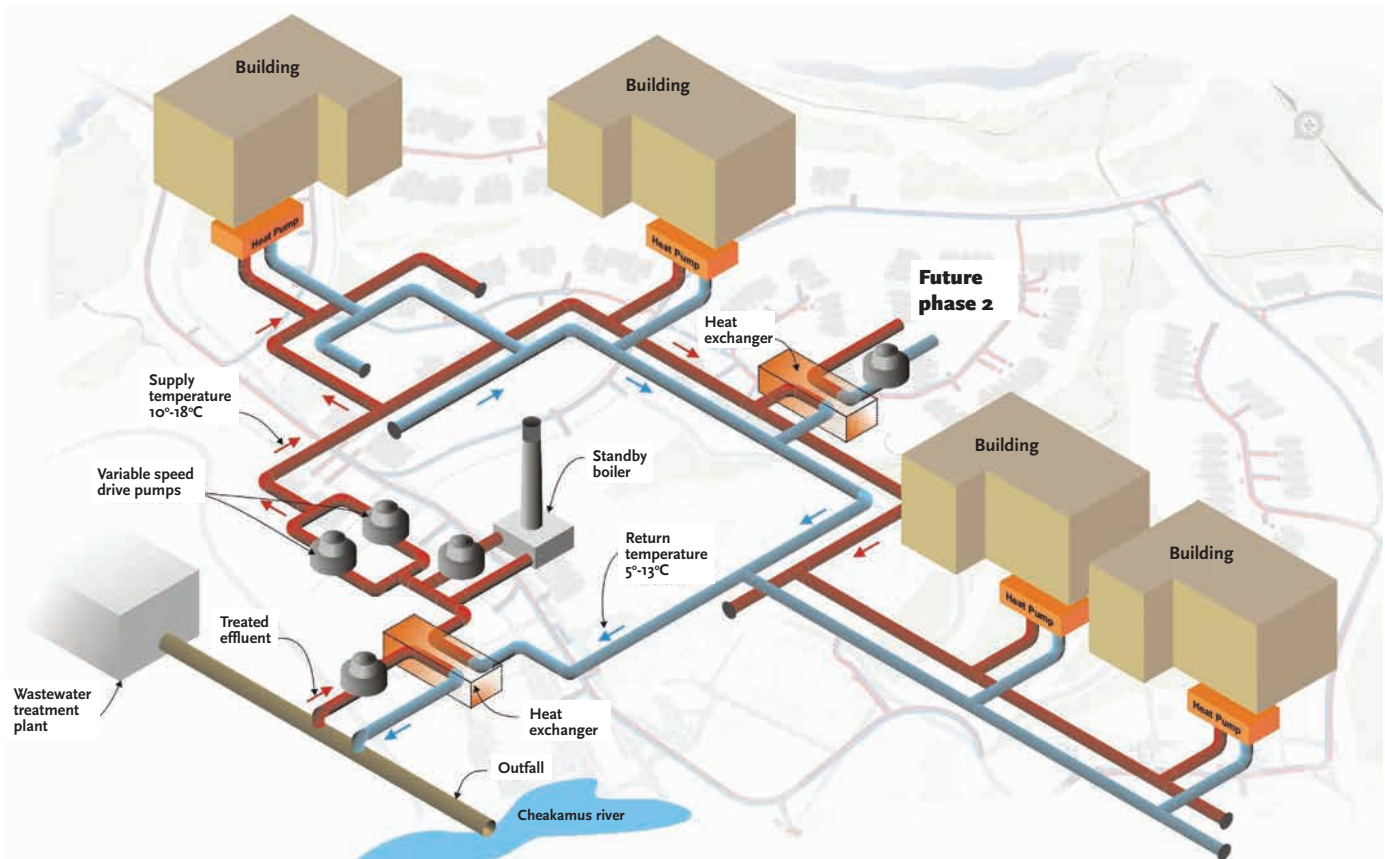 Building
Building
Heat Pump
Heat Pump
Future
phase 2
Heat
exchanger
Supply
temperature
10°-18°C
Building
Variable speed
drive pumps
Standby
boiler
Return
temperature
5°-13°C
Building
Heat Pump
Treated
effluent
Wastewater
treatment
plant
Heat Pump
Heat
exchanger
Outfall
Cheakamus river